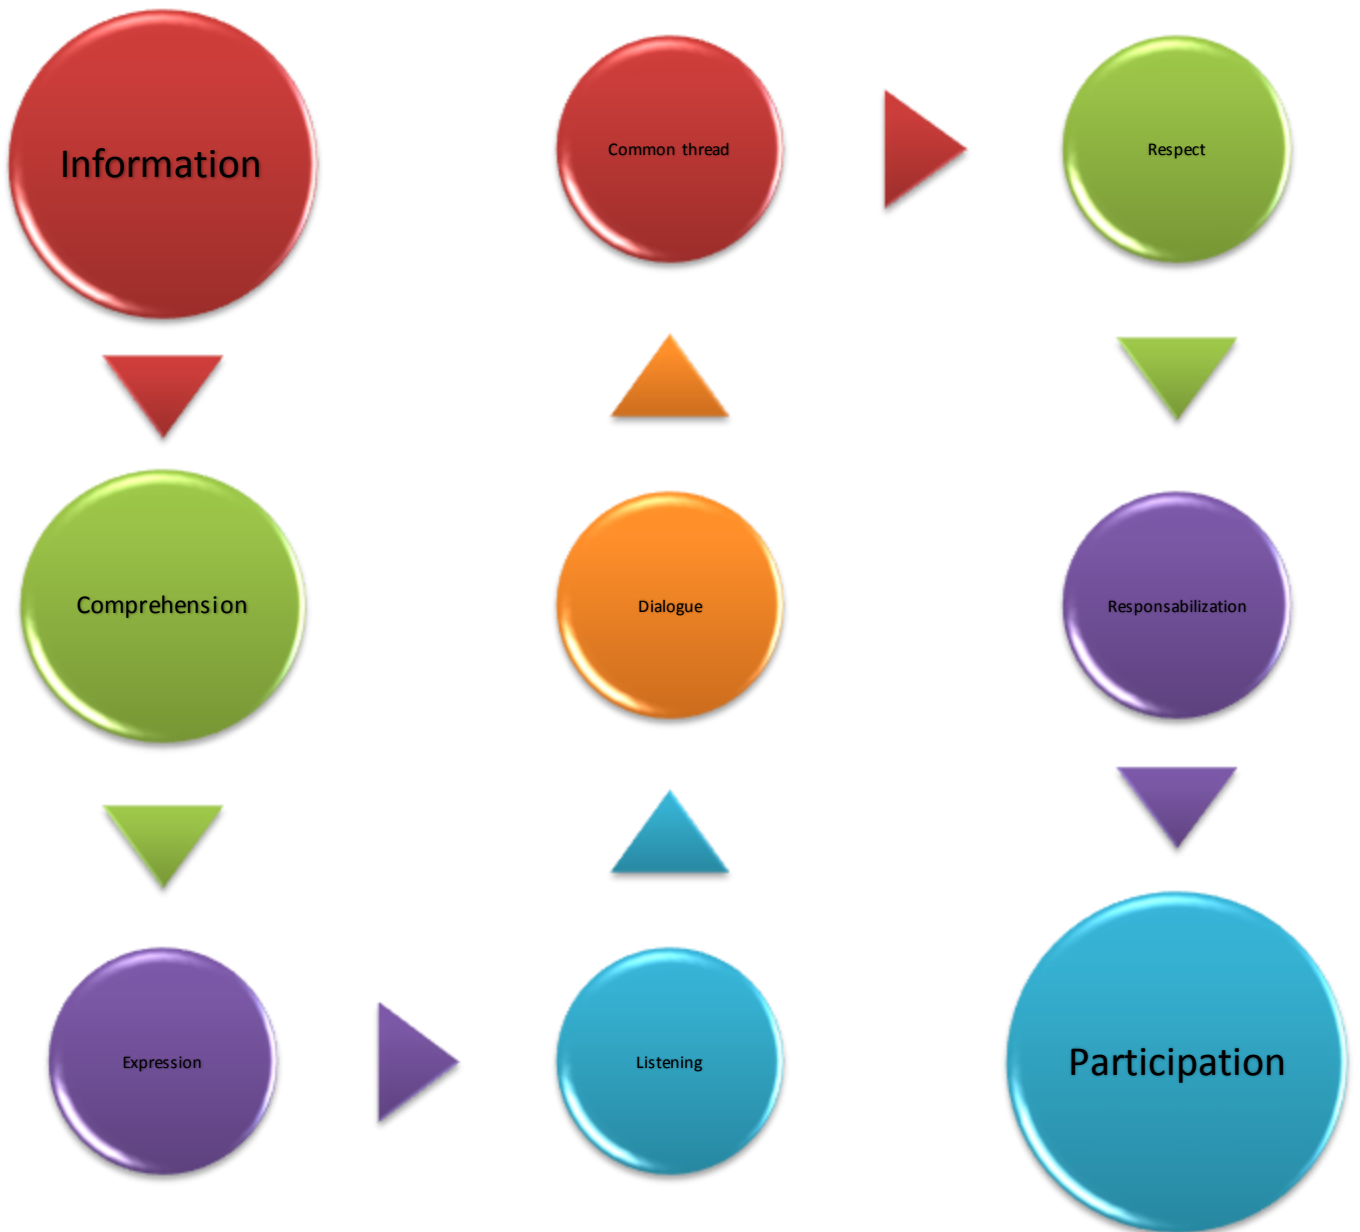 Information
Comprehension
Expression
Listening
Dialogue
Common thread
Respect
Responsabilization
Participation